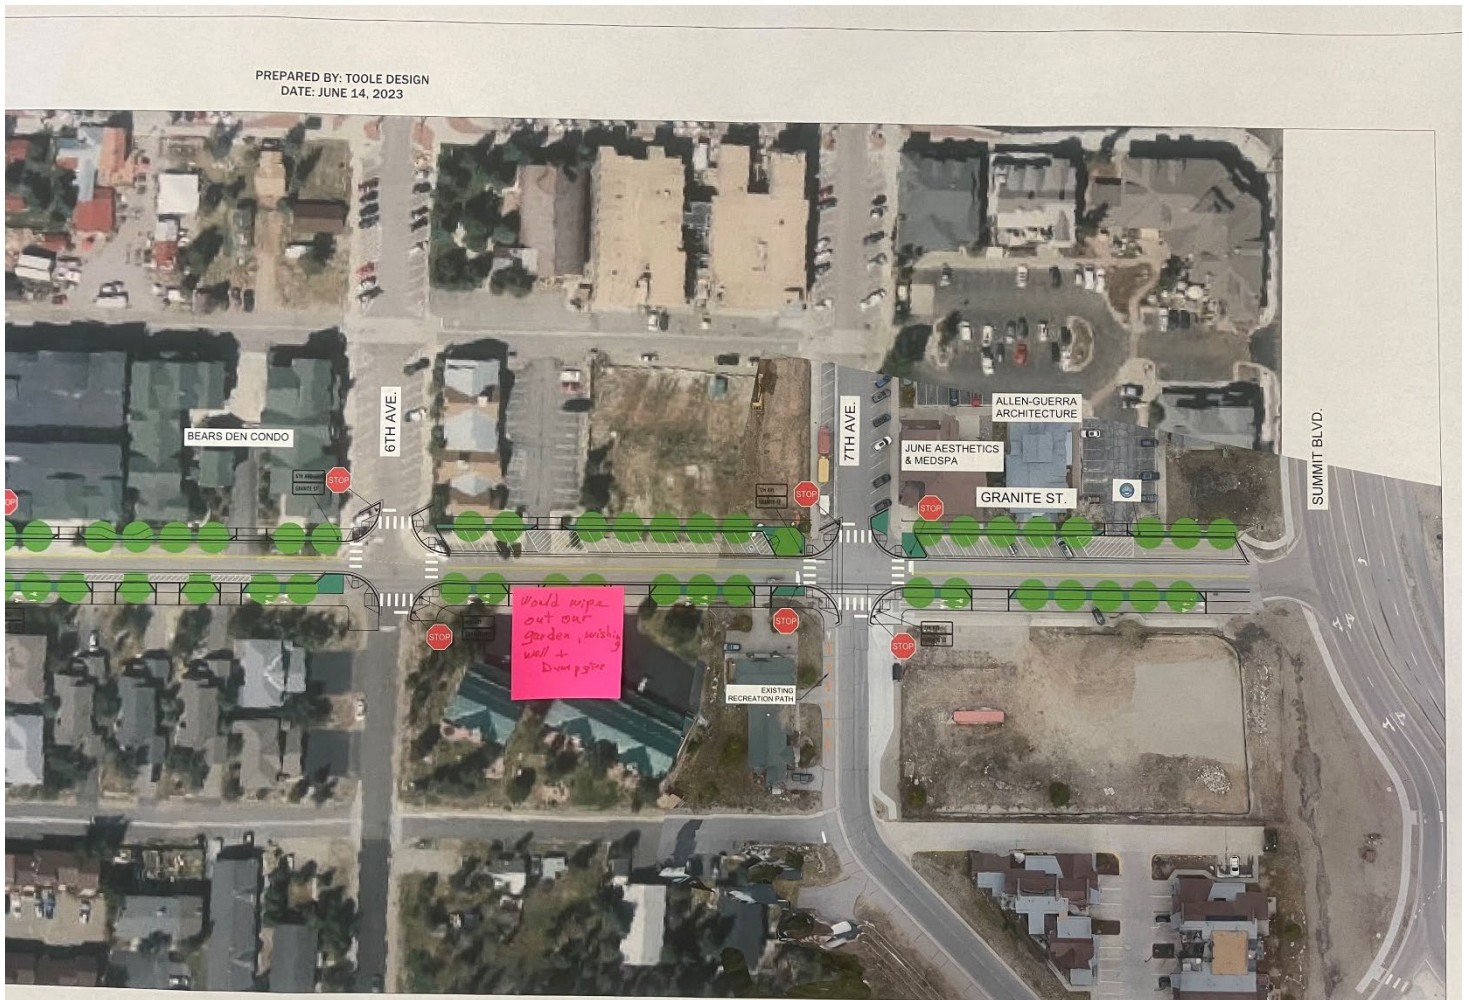 PREPARED BY: TOOLE DESIGN
DATE: JUNE 14, 2023
6TH AVE.
7TH AVE.
ALLEN-GUERRA
ARCHITECTURE
SUMMIT BLVD.
BEARS DEN CONDO
JUNE AESTHETICS
& MEDSPA
GRANITE ST.
STOP
STOP
STOP
OP
Would wipe
out our
garden, wishing
well +
Dumpster
STOP
STOP
STOP
EXISTING
RECREATION PATH